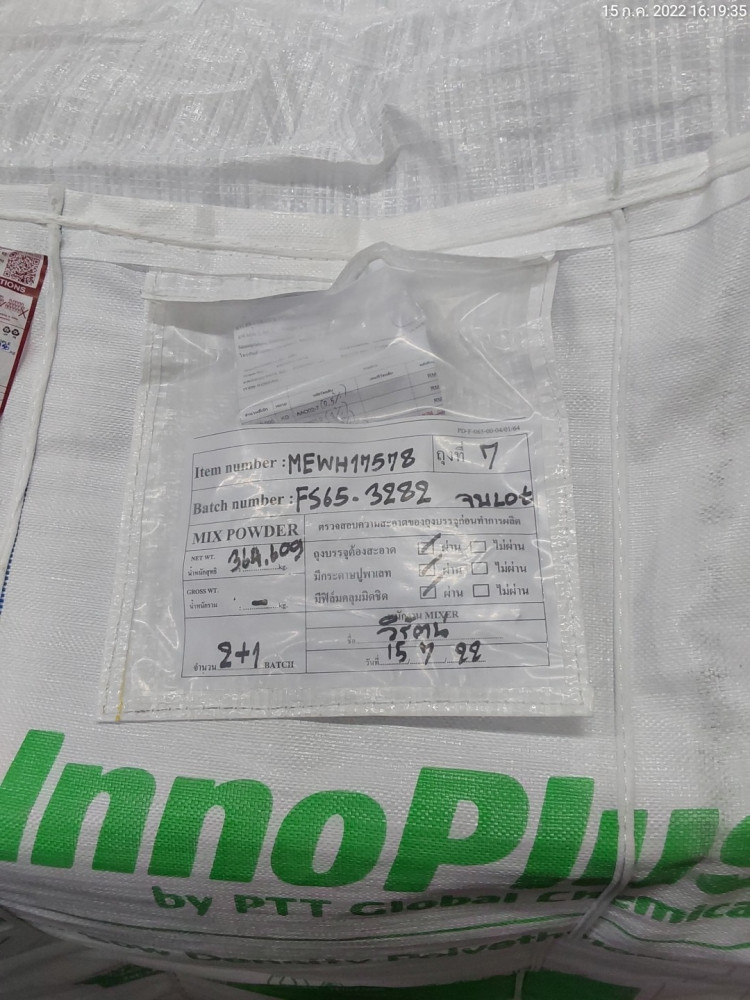 15 ก.ค. 2022 16:19:35
TIONS
Item number : MEWH17578 ถุงที่ 7
Batch number : FS65-3282 จบLOt
MIX POWDER ตรวจสอบความสะอาดของถุงบรรจุก่อนทำการผลิต
NET WT.
น้ำหนักสุทธิ 364.609 kg.
ถุงบรรจุต้องสะอาด ผ่าน ไม่ผ่าน
มีกระดาษปูพาเลท ผ่าน ไม่ผ่าน
GROSS WT
น้ำหนักรวม : - kg.
มีฟิล์มคลุมมิดชิด ผ่าน ไม่ผ่าน
MIXER
ชื่อ วีรัตน์
จำนวน 2+1 BATCH
วันที่ 15 / 7 / 22
InnoPlus
by PTT Global Chemica
Density Polyeth